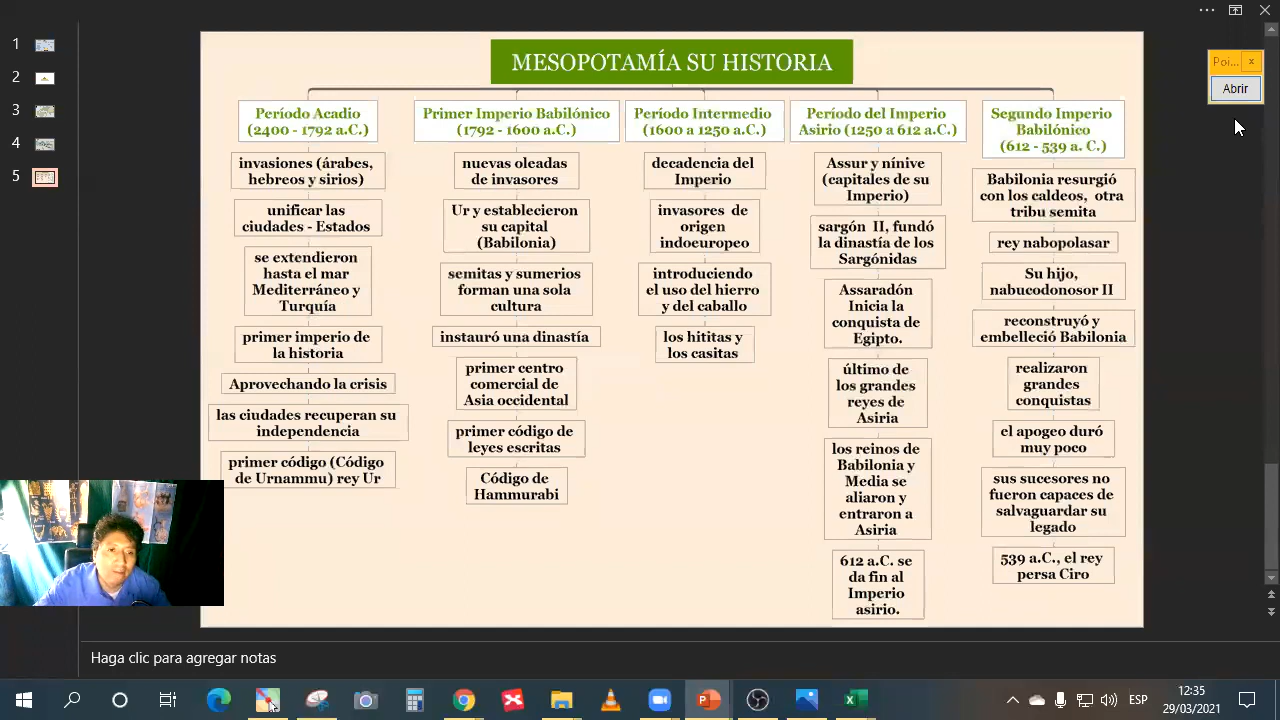 MESOPOTAMÍA SU HISTORIA
Período Acadio
(2400 - 1792 a.C.)
invasiones (árabes,
hebreos y sirios)
unificar las
ciudades - Estados
se extendieron
hasta el mar
Mediterráneo y
Turquía
primer imperio de
la historia
Aprovechando la crisis
las ciudades recuperan su
independencia
primer código (Código
de Urnammu) rey Ur
Primer Imperio Babilónico
(1792 - 1600 a.C.)
nuevas oleadas
de invasores
Ur y establecieron
su capital
(Babilonia)
semitas y sumerios
forman una sola
cultura
instauró una dinastía
primer centro
comercial de
Asia occidental
primer código de
leyes escritas
Código de
Hammurabi
Período Intermedio
(1600 a 1250 a.C.)
decadencia del
Imperio
invasores de
origen
indoeuropeo
introduciendo
el uso del hierro
y del caballo
los hititas y
los casitas
Período del Imperio
Asirio (1250 a 612 a.C.)
Assur y nínive
(capitales de su
Imperio)
sargón II, fundó
la dinastía de los
Sargónidas
Assaradón
Inicia la
conquista de
Egipto.
último de
los grandes
reyes de
Asiria
los reinos de
Babilonia y
Media se
aliaron y
entraron a
Asiria
612 a.C. se
da fin al
Imperio
asirio.
Segundo Imperio
Babilónico
(612 - 539 a. C.)
Babilonia resurgió
con los caldeos, otra
tribu semita
rey nabopolasar
Su hijo,
nabucodonosor II
reconstruyó y
embelleció Babilonia
realizaron
grandes
conquistas
el apogeo duró
muy poco
sus sucesores no
fueron capaces de
salvaguardar su
legado
539 a.C., el rey
persa Ciro
1
2
3
4
5
Poi... x
Abrir
Haga clic para agregar notas
ESP
12:35
29/03/2021